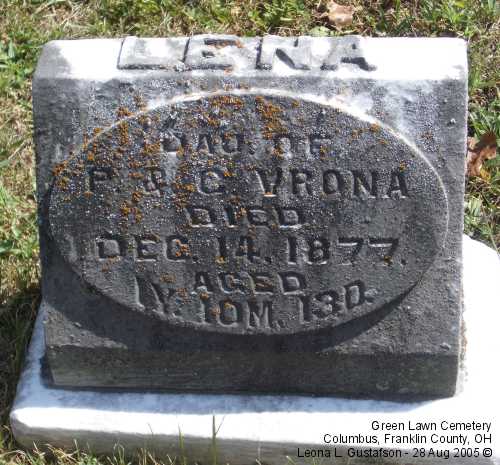 LENA
DAU. OF
P. & C. VRONA
DIED
DEC. 14. 1877.
AGED
1Y. 10M. 13D.
Green Lawn Cemetery
Columbus, Franklin County, OH
Leona L. Gustafson - 28 Aug 2005 ©